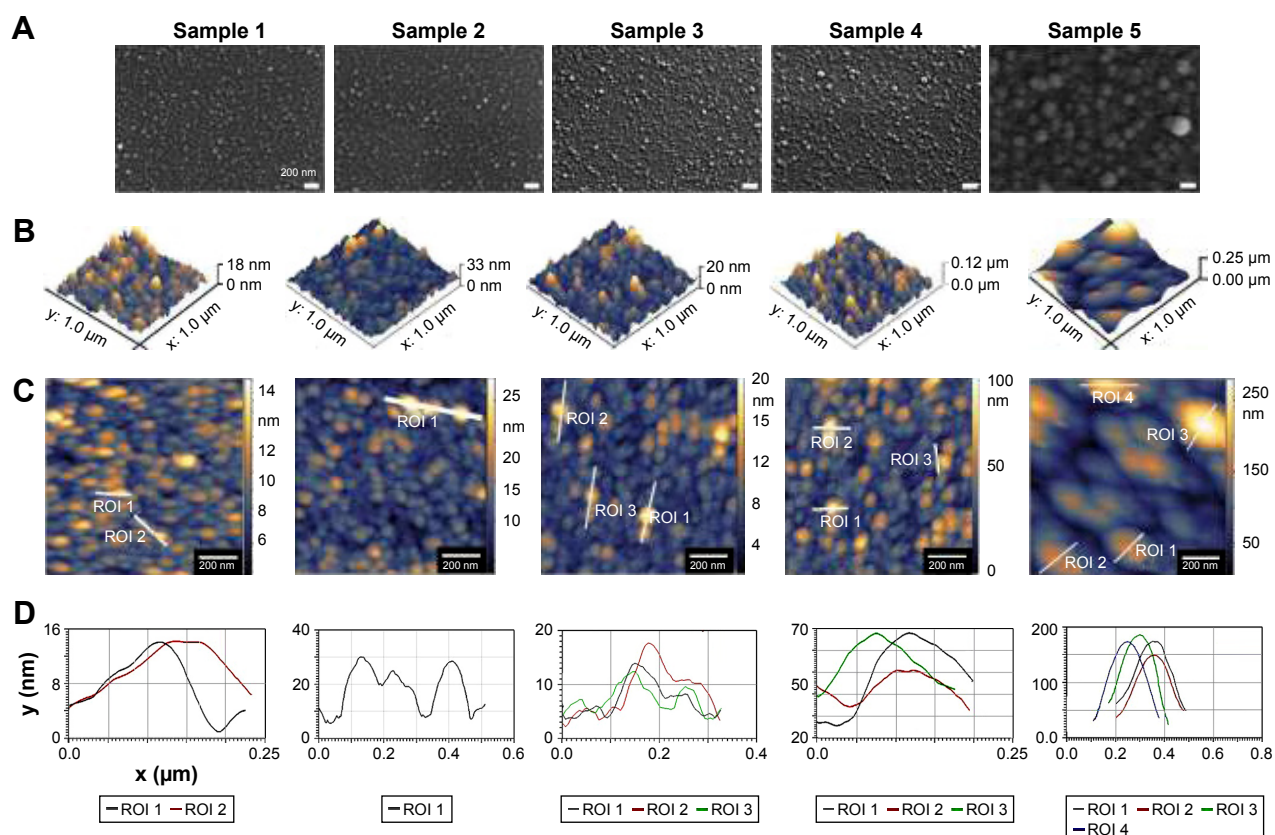 A
Sample 1 Sample 2 Sample 3 Sample 4 Sample 5
200 nm
B
18 nm
0 nm
y: 1.0 µm
x: 1.0 µm
33 nm
0 nm
y: 1.0 µm
x: 1.0 µm
20 nm
0 nm
y: 1.0 µm
x: 1.0 µm
0.12 µm
0.0 µm
y: 1.0 µm
x: 1.0 µm
0.25 µm
0.00 µm
y: 1.0 µm
x: 1.0 µm
C
14
nm
12
10
8
6
ROI 1
ROI 2
200 nm
25
nm
20
15
10
ROI 1
200 nm
20
nm
15
12
8
4
ROI 2
ROI 3
ROI 1
200 nm
100
nm
50
0
ROI 2
ROI 3
ROI 1
200 nm
250
nm
150
50
ROI 4
ROI 3
ROI 2
ROI 1
200 nm
D
y (nm)
16
8
0
0.0
0.25
x (µm)
ROI 1 ROI 2
40
20
0
0.0 0.2 0.4 0.6
ROI 1
20
10
0
0.0 0.2 0.4
ROI 1 ROI 2 ROI 3
70
50
20
0.0
0.25
ROI 1 ROI 2 ROI 3
200
100
0.0
0.0 0.2 0.4 0.6 0.8
ROI 1 ROI 2 ROI 3
ROI 4